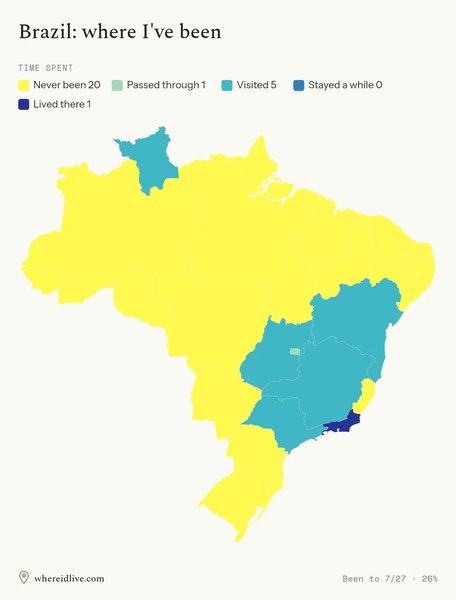 Brazil: where I've been
TIME SPENT
Never been 20 Passed through 1 Visited 5 Stayed a while 0
Lived there 1
whereidlive.com Been to 7/27 · 26%